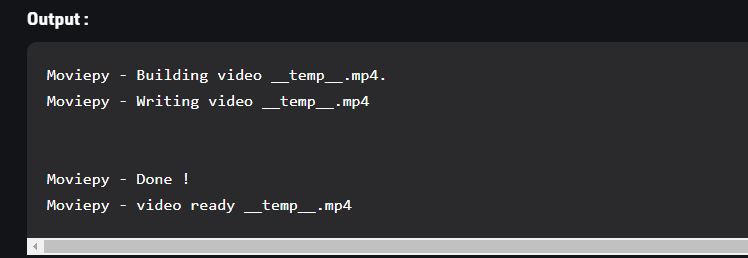 Output :
Moviepy - Building video __temp__.mp4.
Moviepy - Writing video __temp__.mp4
Moviepy - Done !
Moviepy - video ready __temp__.mp4